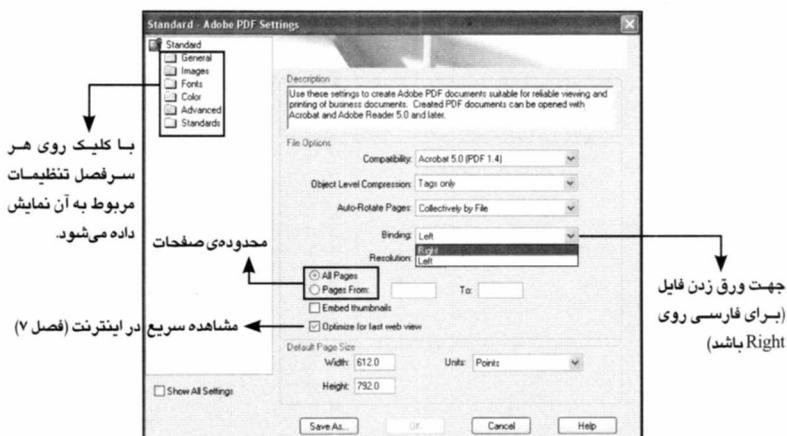 Standard - Adobe PDF Settings
Standard
General
Images
Fonts
Color
Advanced
Standards
Description
Use these settings to create Adobe PDF documents suitable for reliable viewing and
printing of business documents. Created PDF documents can be opened with
Acrobat and Adobe Reader 5.0 and later.
File Options
Compatibility: Acrobat 5.0 (PDF 1.4)
Object Level Compression: Tags only
Auto-Rotate Pages: Collectively by File
Binding: Left
Right
Left
Resolution:
All Pages
Pages From: To:
Embed thumbnails
Optimize for fast web view
Default Page Size
Width: 612.0 Units: Points
Height: 792.0
Show All Settings
Save As... OK Cancel Help
با کلیک روی هر
سرفصل تنظیمات
مربوط به آن نمایش
داده می‌شود.
محدوده‌ی صفحات
مشاهده سریع در اینترنت (فصل ۷)
جهت ورق زدن فایل
(برای فارسی روی
Right باشد)